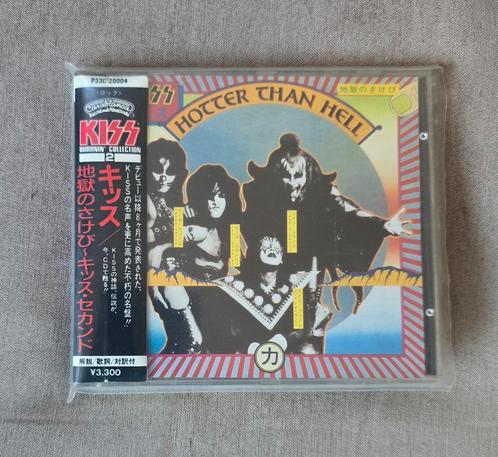 P33C-20004
〈ロック〉
Casablanca
KISS
BURNIN' COLLECTION
2
キッス/
地獄のさけび〜キッス・セカンド
デビュー以降8ヶ月で発表された、
KISSの名声を更に高めた不朽の名盤!!
KISSの神話、伝説が、
今、CDで甦る!!
解説/歌詞/対訳付
¥3,300
HOTTER THAN HELL
地獄のさけび
力